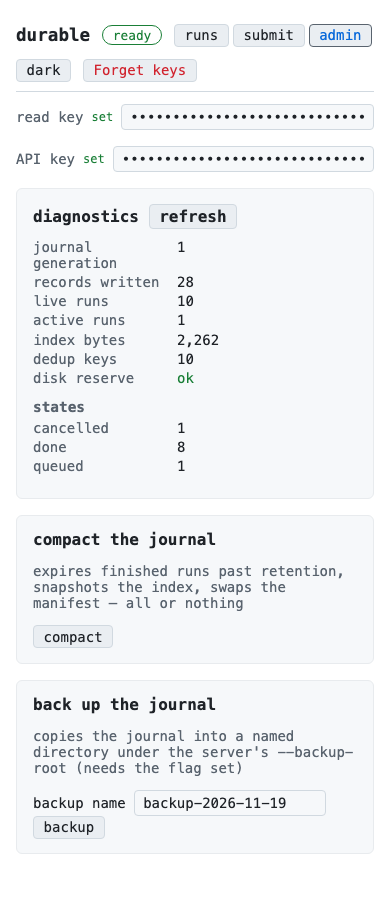 durable ready runs submit admin
dark Forget keys
read key set ••••••••••••••••••••••••••••
API key set •••••••••••••••••••••••••••••
diagnostics refresh
journal generation 1
records written 28
live runs 10
active runs 1
index bytes 2,262
dedup keys 10
disk reserve ok
states
cancelled 1
done 8
queued 1
compact the journal
expires finished runs past retention,
snapshots the index, swaps the
manifest — all or nothing
compact
back up the journal
copies the journal into a named
directory under the server's --backup-
root (needs the flag set)
backup name backup-2026-11-19
backup